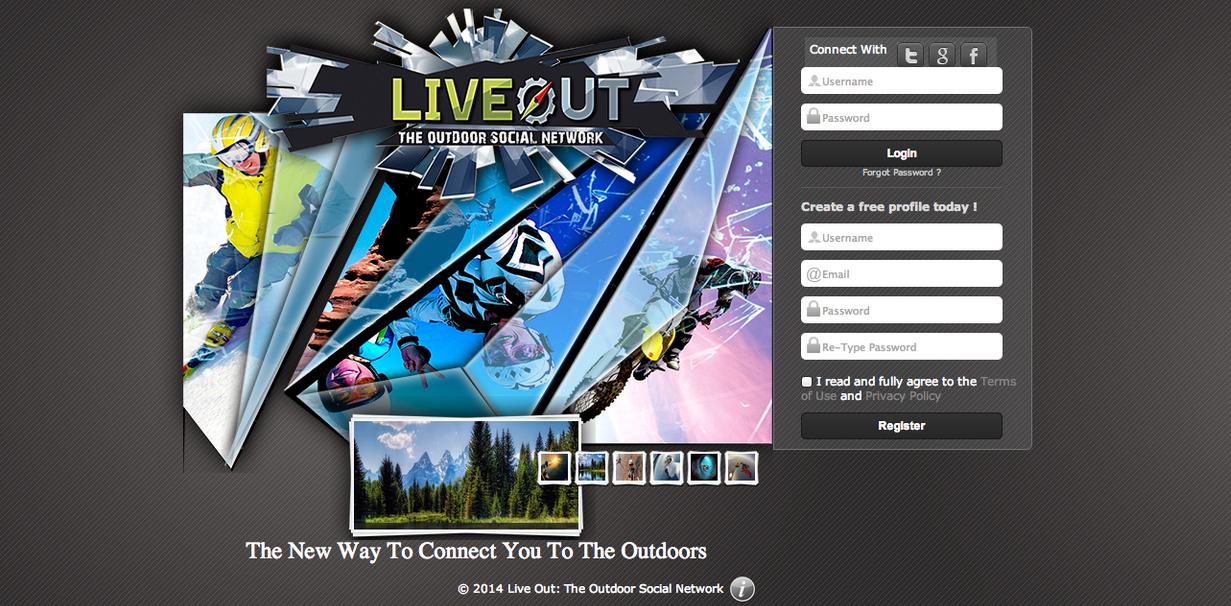 LIVE OUT
THE OUTDOOR SOCIAL NETWORK
Connect With
Username
Password
Login
Forgot Password ?
Create a free profile today !
Username
@Email
Password
Re-Type Password
I read and fully agree to the Terms
of Use and Privacy Policy
Register
The New Way To Connect You To The Outdoors
© 2014 Live Out: The Outdoor Social Network i